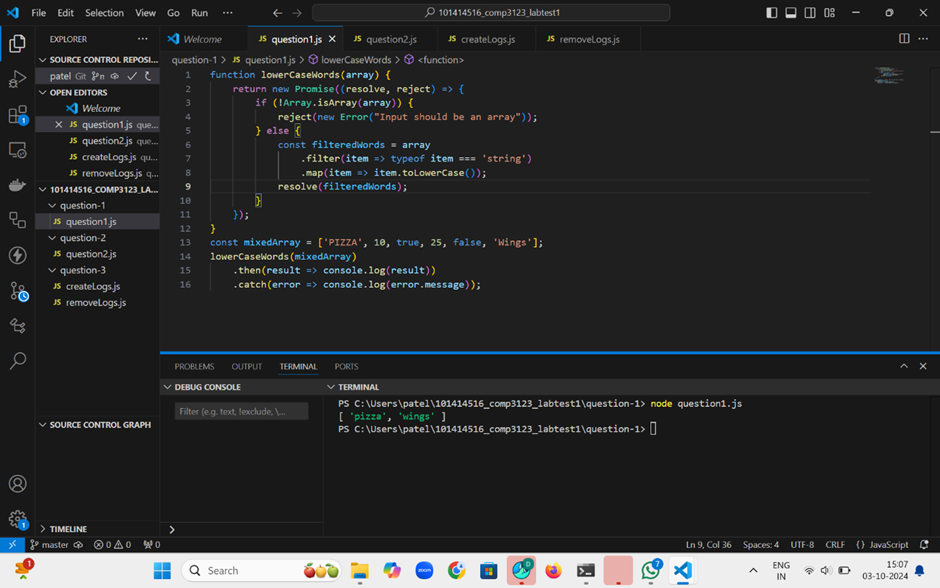 File Edit Selection View Go Run ··· 101414516_comp3123_labtest1
EXPLORER ···
SOURCE CONTROL REPOSI...
patel Git
OPEN EDITORS
Welcome
JS question1.js que...
JS question2.js que...
JS createLogs.js qu...
JS removeLogs.js qu...
101414516_COMP3123_LA...
question-1
JS question1.js
question-2
JS question2.js
question-3
JS createLogs.js
JS removeLogs.js
SOURCE CONTROL GRAPH
TIMELINE
Welcome JS question1.js JS question2.js JS createLogs.js JS removeLogs.js
question-1 > JS question1.js > lowerCaseWords > <function>
1 function lowerCaseWords(array) {
2 return new Promise((resolve, reject) => {
3 if (!Array.isArray(array)) {
4 reject(new Error("Input should be an array"));
5 } else {
6 const filteredWords = array
7 .filter(item => typeof item === 'string')
8 .map(item => item.toLowerCase());
9 resolve(filteredWords);
10 }
11 });
12 }
13 const mixedArray = ['PIZZA', 10, true, 25, false, 'Wings'];
14 lowerCaseWords(mixedArray)
15 .then(result => console.log(result))
16 .catch(error => console.log(error.message));
PROBLEMS OUTPUT TERMINAL PORTS
DEBUG CONSOLE
Filter (e.g. text, !exclude, \...
TERMINAL
PS C:\Users\patel\101414516_comp3123_labtest1\question-1> node question1.js
[ 'pizza', 'wings' ]
PS C:\Users\patel\101414516_comp3123_labtest1\question-1>
master 0 0 0 Ln 9, Col 36 Spaces: 4 UTF-8 CRLF {} JavaScript
Search ENG
IN
15:07
03-10-2024